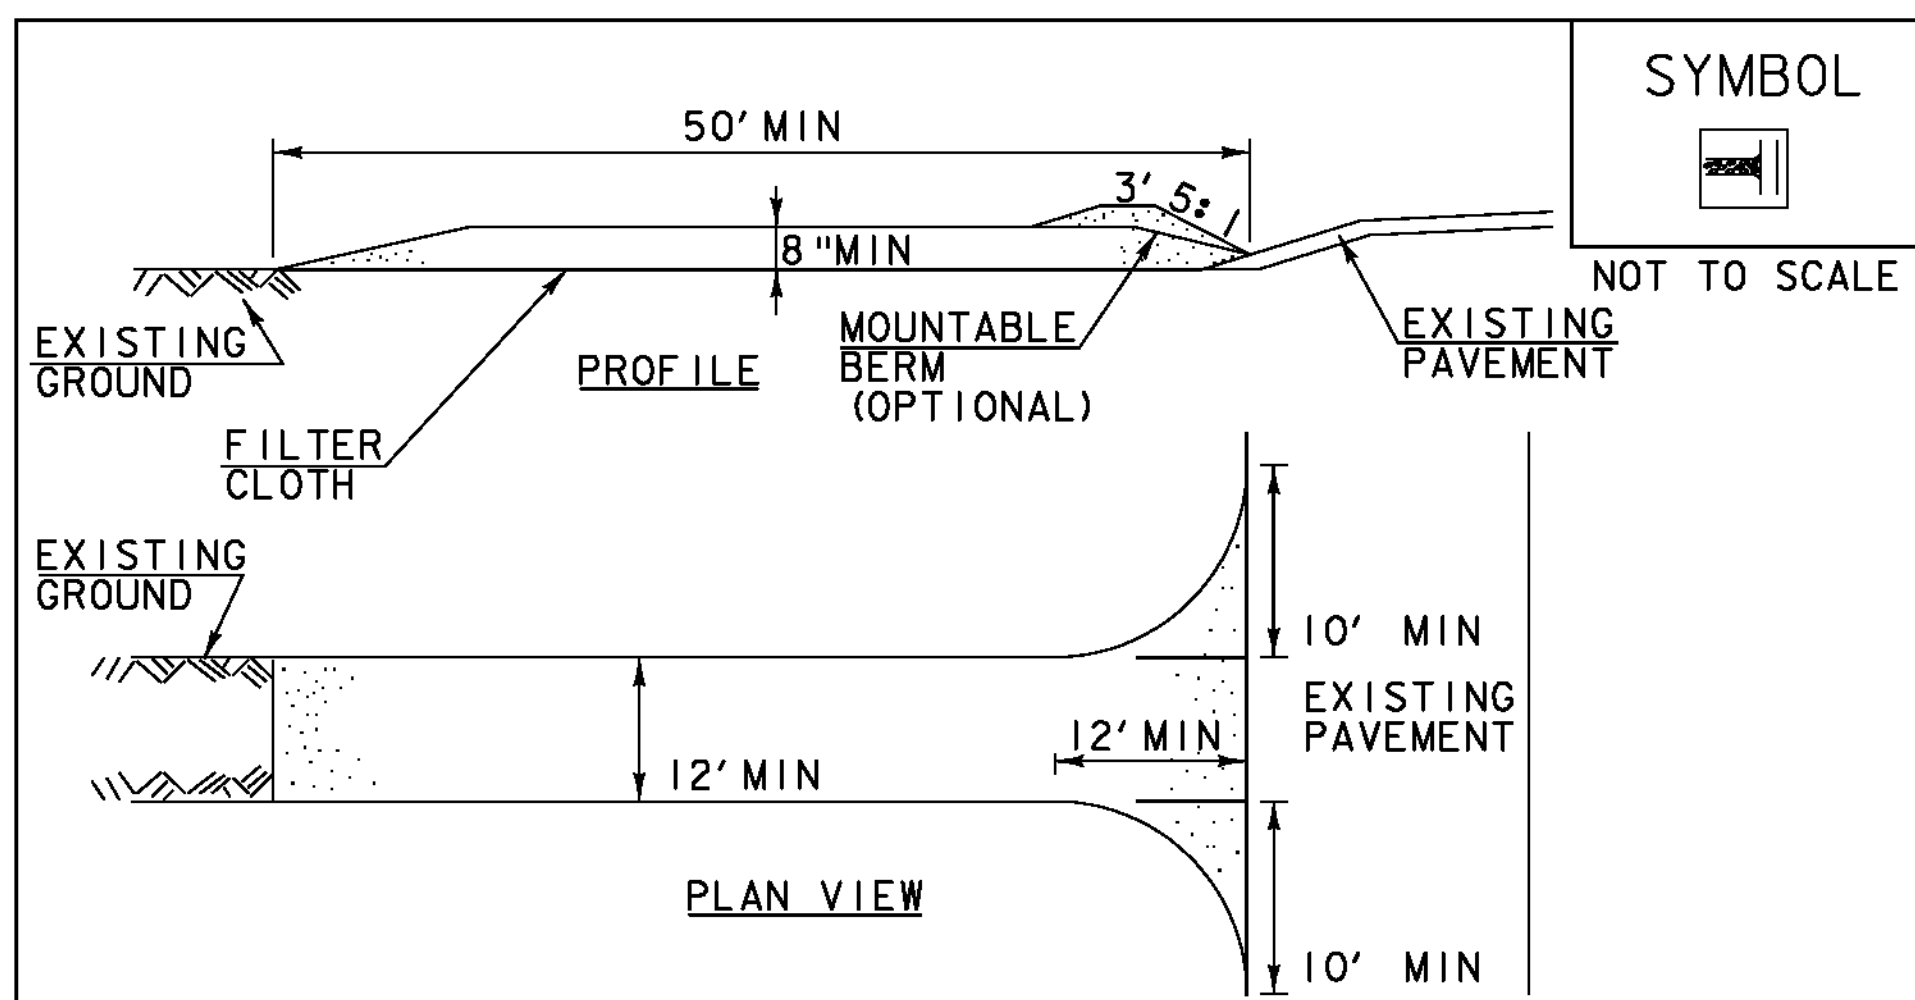 SYMBOL
NOT TO SCALE
50' MIN
3' 5:1
8"MIN
EXISTING
GROUND
PROFILE
MOUNTABLE
BERM
(OPTIONAL)
EXISTING
PAVEMENT
FILTER
CLOTH
EXISTING
GROUND
10' MIN
EXISTING
PAVEMENT
12' MIN
12' MIN
PLAN VIEW
10' MIN